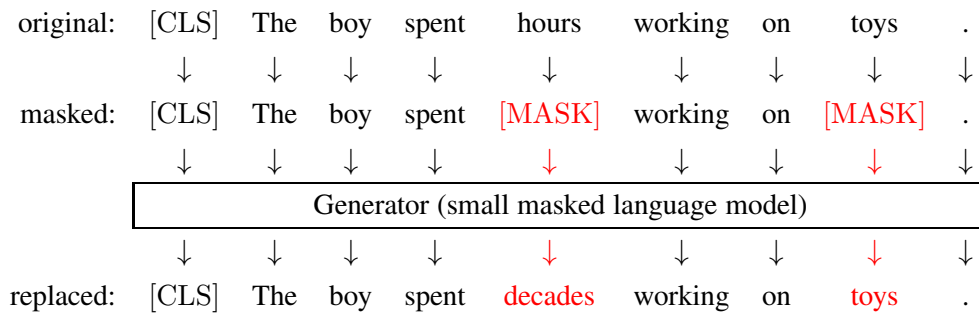 original: [CLS] The boy spent hours working on toys .
↓ ↓ ↓ ↓ ↓ ↓ ↓ ↓ ↓
masked: [CLS] The boy spent [MASK] working on [MASK] .
↓ ↓ ↓ ↓ ↓ ↓ ↓ ↓ ↓
Generator (small masked language model)
↓ ↓ ↓ ↓ ↓ ↓ ↓ ↓ ↓
replaced: [CLS] The boy spent decades working on toys .